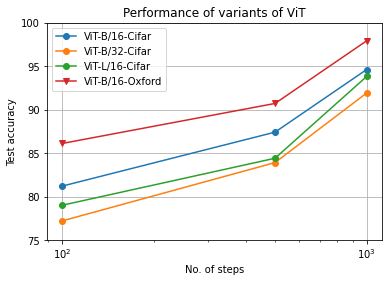 Performance of variants of ViT
ViT-B/16-Cifar
ViT-B/32-Cifar
ViT-L/16-Cifar
ViT-B/16-Oxford
100
95
90
85
80
75
Test accuracy
10²
10³
No. of steps